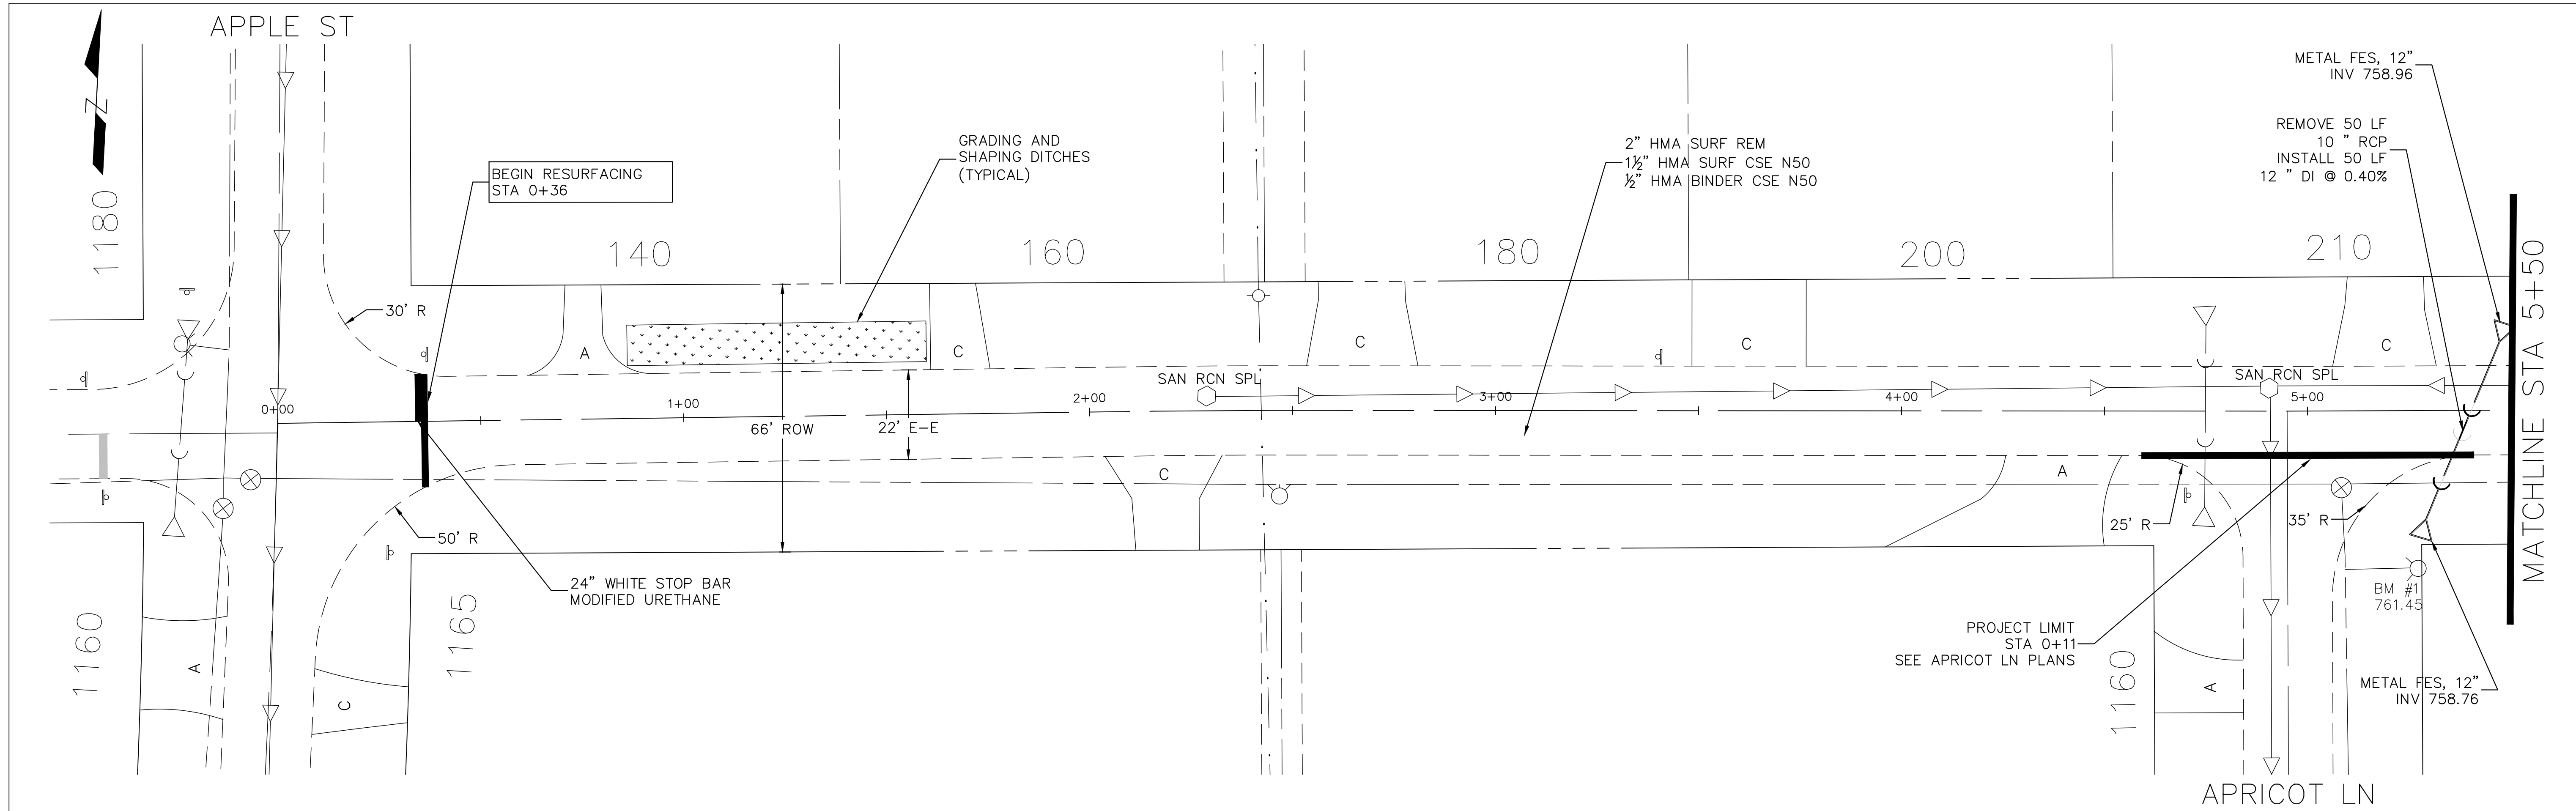 APPLE ST
Z
1180
BEGIN RESURFACING
STA 0+36
GRADING AND
SHAPING DITCHES
(TYPICAL)
2" HMA SURF REM
1½" HMA SURF CSE N50
½" HMA BINDER CSE N50
METAL FES, 12"
INV 758.96
REMOVE 50 LF
10 " RCP
INSTALL 50 LF
12 " DI @ 0.40%
140
160
180
200
210
MATCHLINE STA 5+50
30' R
A
C
C
C
C
SAN RCN SPL
SAN RCN SPL
0+00
1+00
2+00
3+00
4+00
5+00
66' ROW
22' E-E
C
A
50' R
25' R
35' R
24" WHITE STOP BAR
MODIFIED URETHANE
BM #1
761.45
PROJECT LIMIT
STA 0+11
SEE APRICOT LN PLANS
METAL FES, 12"
INV 758.76
1160
A
C
1165
1160
A
APRICOT LN